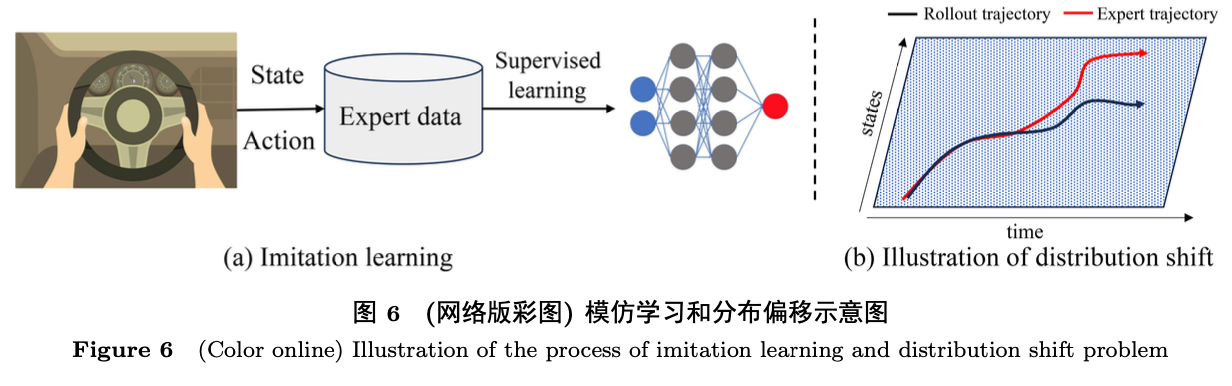 Rollout trajectory
Expert trajectory
State
Action
Expert data
Supervised
learning
states
time
(a) Imitation learning
(b) Illustration of distribution shift
图 6 (网络版彩图) 模仿学习和分布偏移示意图
Figure 6 (Color online) Illustration of the process of imitation learning and distribution shift problem